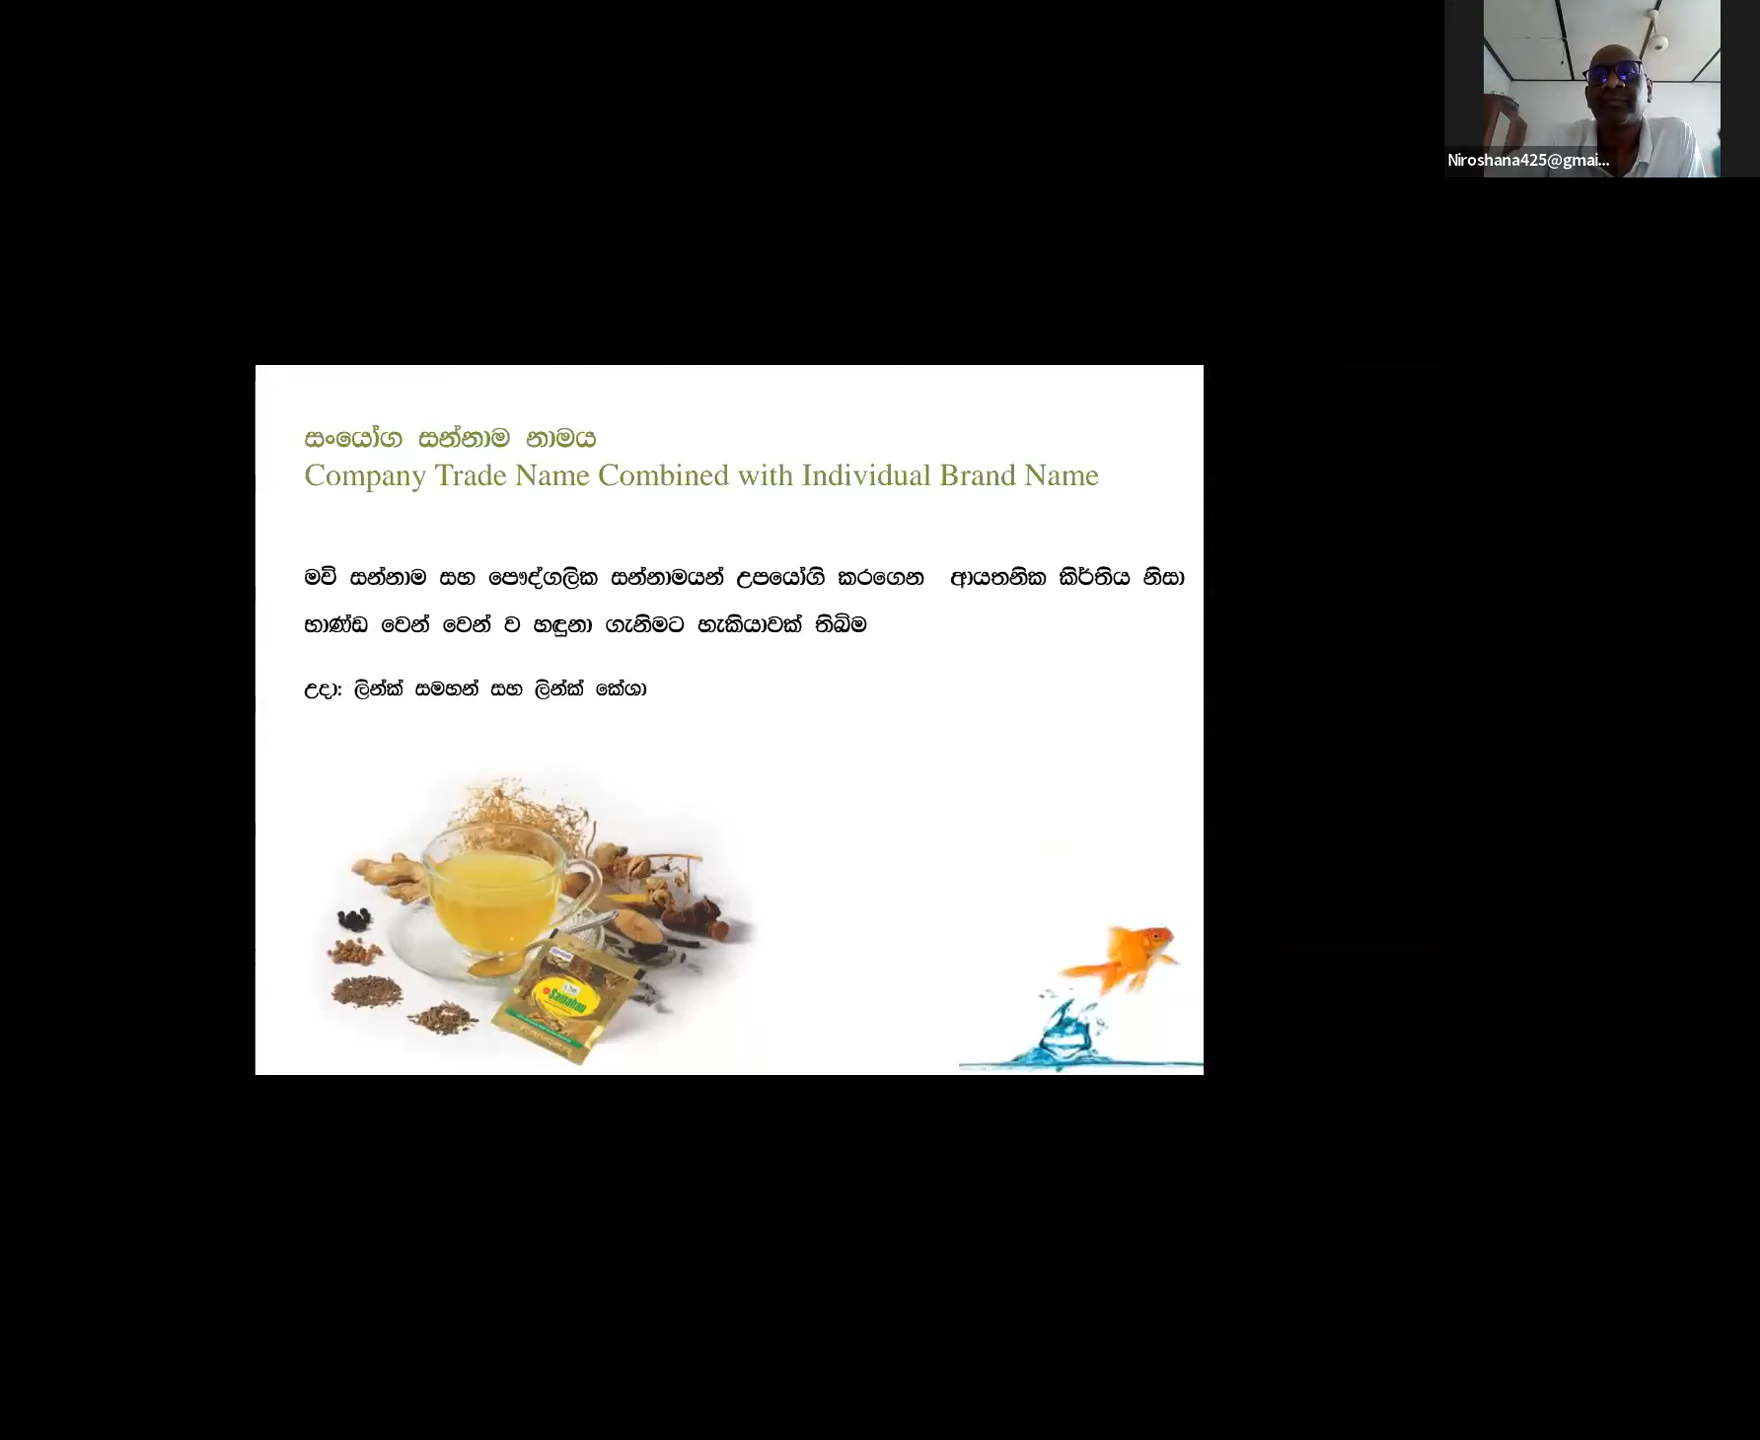 Niroshana425@gmai...
සංයෝග සන්නාම නාමය
Company Trade Name Combined with Individual Brand Name
මව් සන්නාම සහ පෞද්ගලික සන්නාමයන් උපයෝගි කරගෙන ආයතනික කීර්තිය නිසා
භාණ්ඩ වෙන් වෙන් ව හඳුනා ගැනීමට හැකියාවක් තිබීම
උදා: ලින්ක් සමහන් සහ ලින්ක් කේශා
Samahan